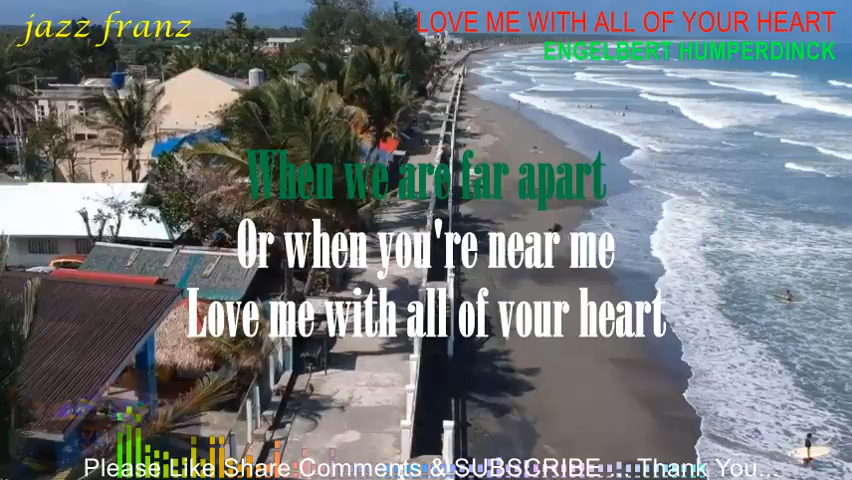 jazz franz
LOVE ME WITH ALL OF YOUR HEART
ENGELBERT HUMPERDINCK
When we are far apart
Or when you're near me
Love me with all of your heart
Please Like Share Comments & SUBSCRIBE.... Thank You...